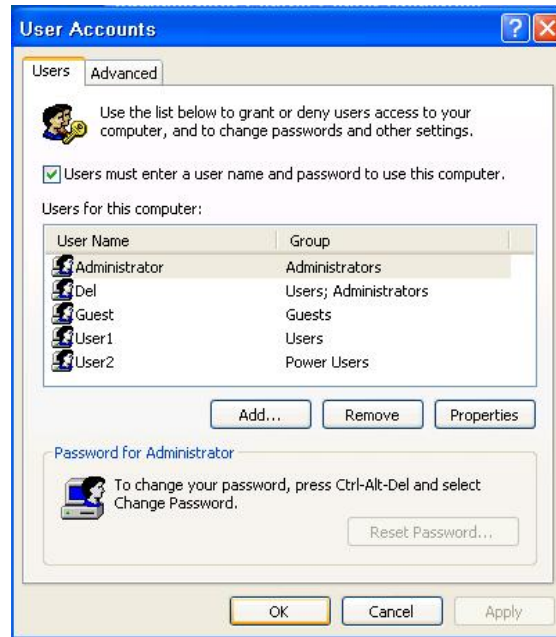 User Accounts
Users Advanced
Use the list below to grant or deny users access to your
computer, and to change passwords and other settings.
Users must enter a user name and password to use this computer.
Users for this computer:
User Name Group
Administrator Administrators
Del Users; Administrators
Guest Guests
User1 Users
User2 Power Users
Add... Remove Properties
Password for Administrator
To change your password, press Ctrl-Alt-Del and select
Change Password.
Reset Password...
OK Cancel Apply